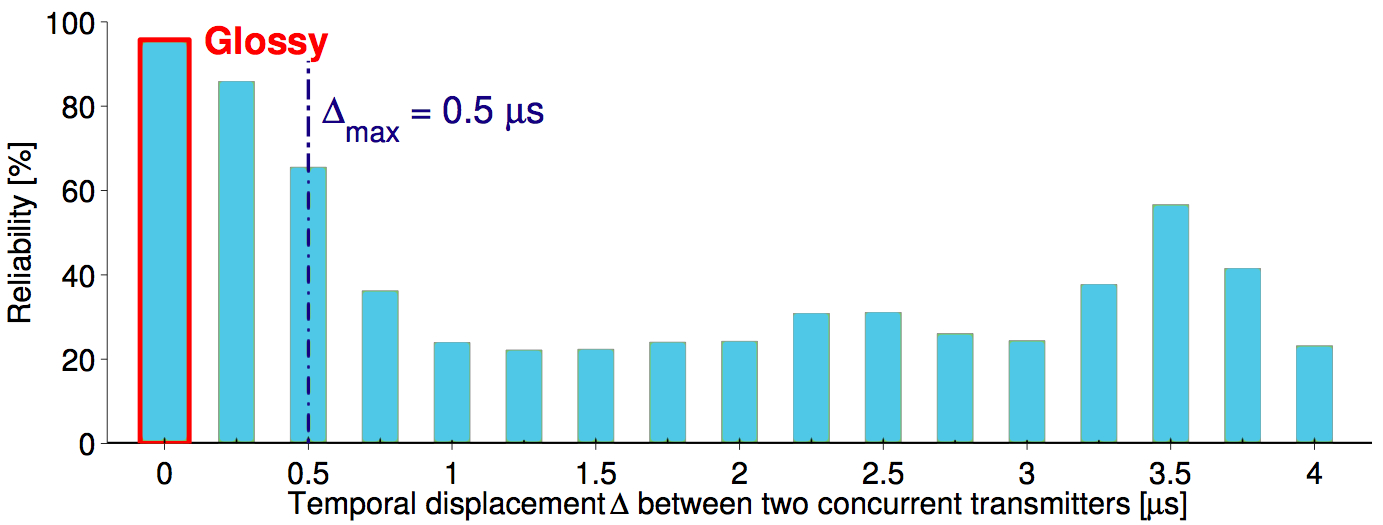 Glossy
Δmax = 0.5 μs
Reliability [%]
100
80
60
40
20
0
0 0.5 1 1.5 2 2.5 3 3.5 4
Temporal displacement Δ between two concurrent transmitters [μs]